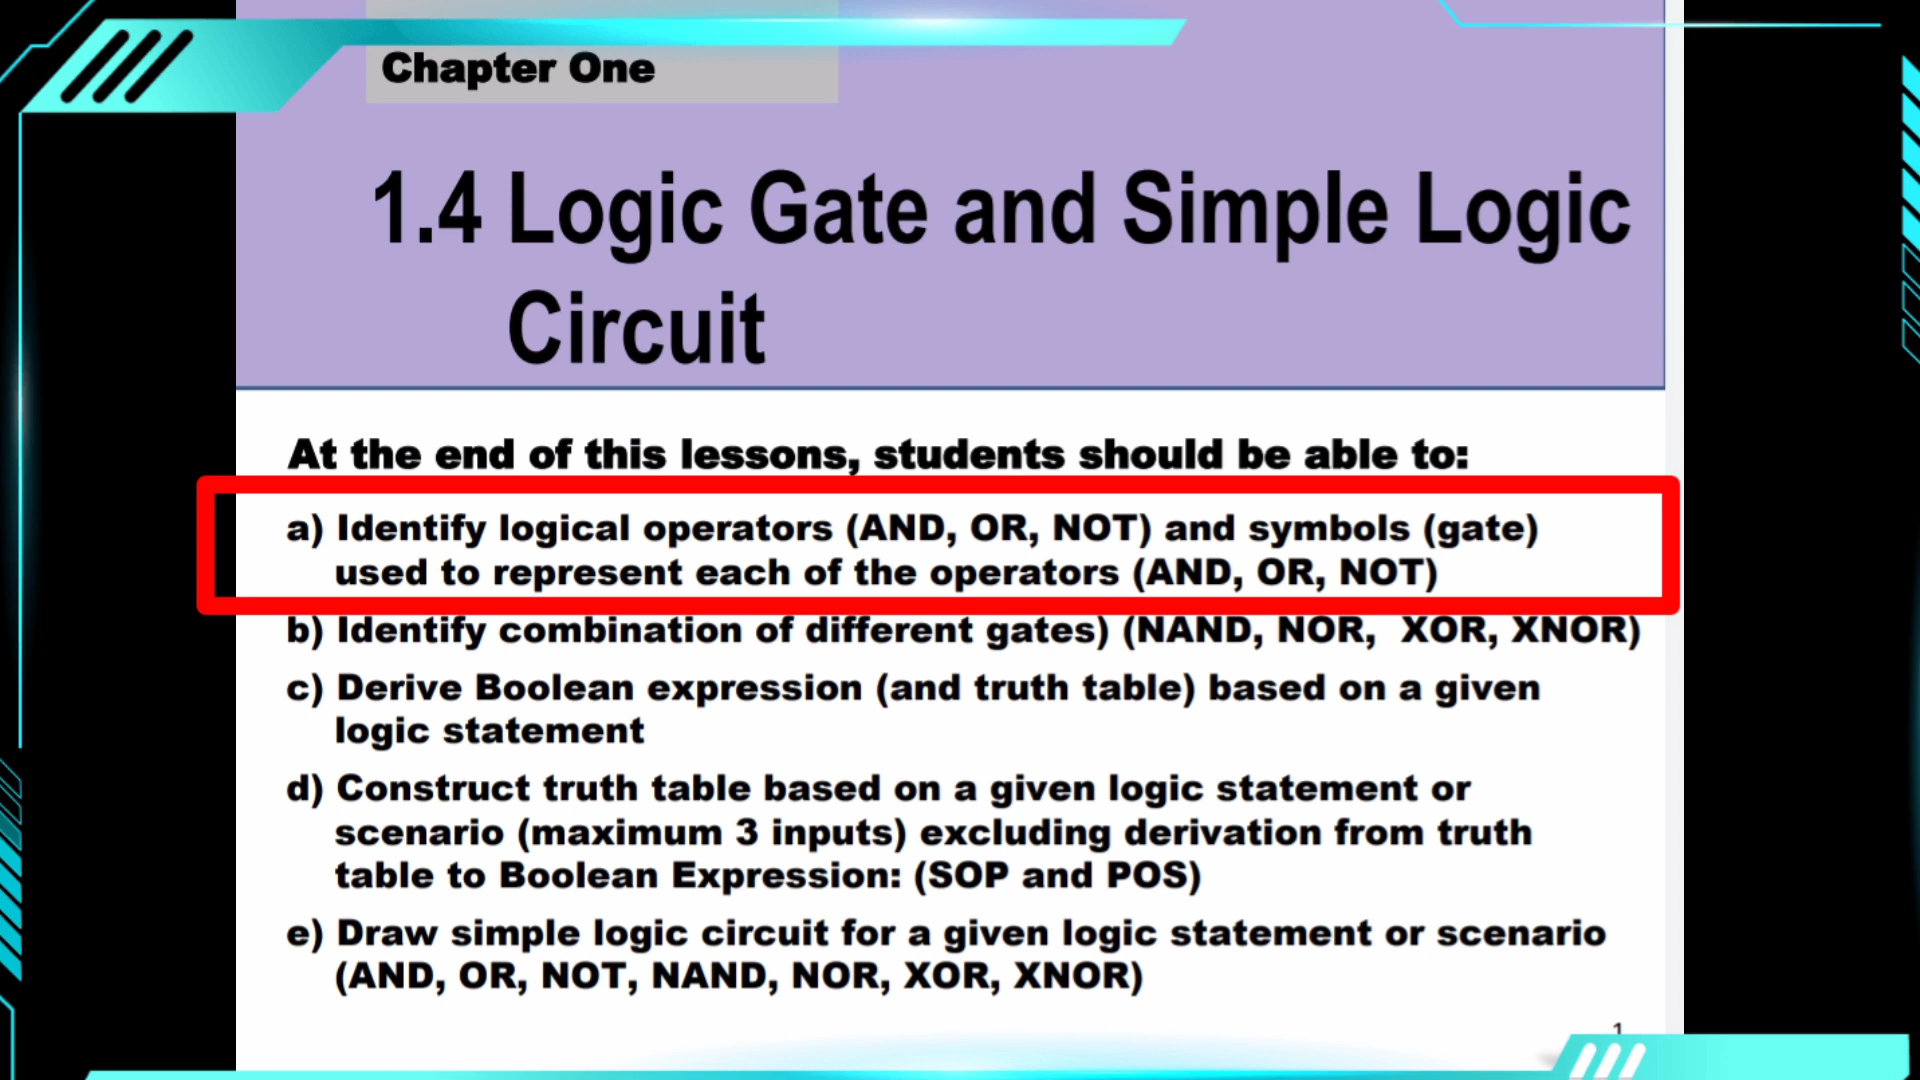 Chapter One
1.4 Logic Gate and Simple Logic
Circuit
At the end of this lessons, students should be able to:
a) Identify logical operators (AND, OR, NOT) and symbols (gate)
used to represent each of the operators (AND, OR, NOT)
b) Identify combination of different gates) (NAND, NOR, XOR, XNOR)
c) Derive Boolean expression (and truth table) based on a given
logic statement
d) Construct truth table based on a given logic statement or
scenario (maximum 3 inputs) excluding derivation from truth
table to Boolean Expression: (SOP and POS)
e) Draw simple logic circuit for a given logic statement or scenario
(AND, OR, NOT, NAND, NOR, XOR, XNOR)
1